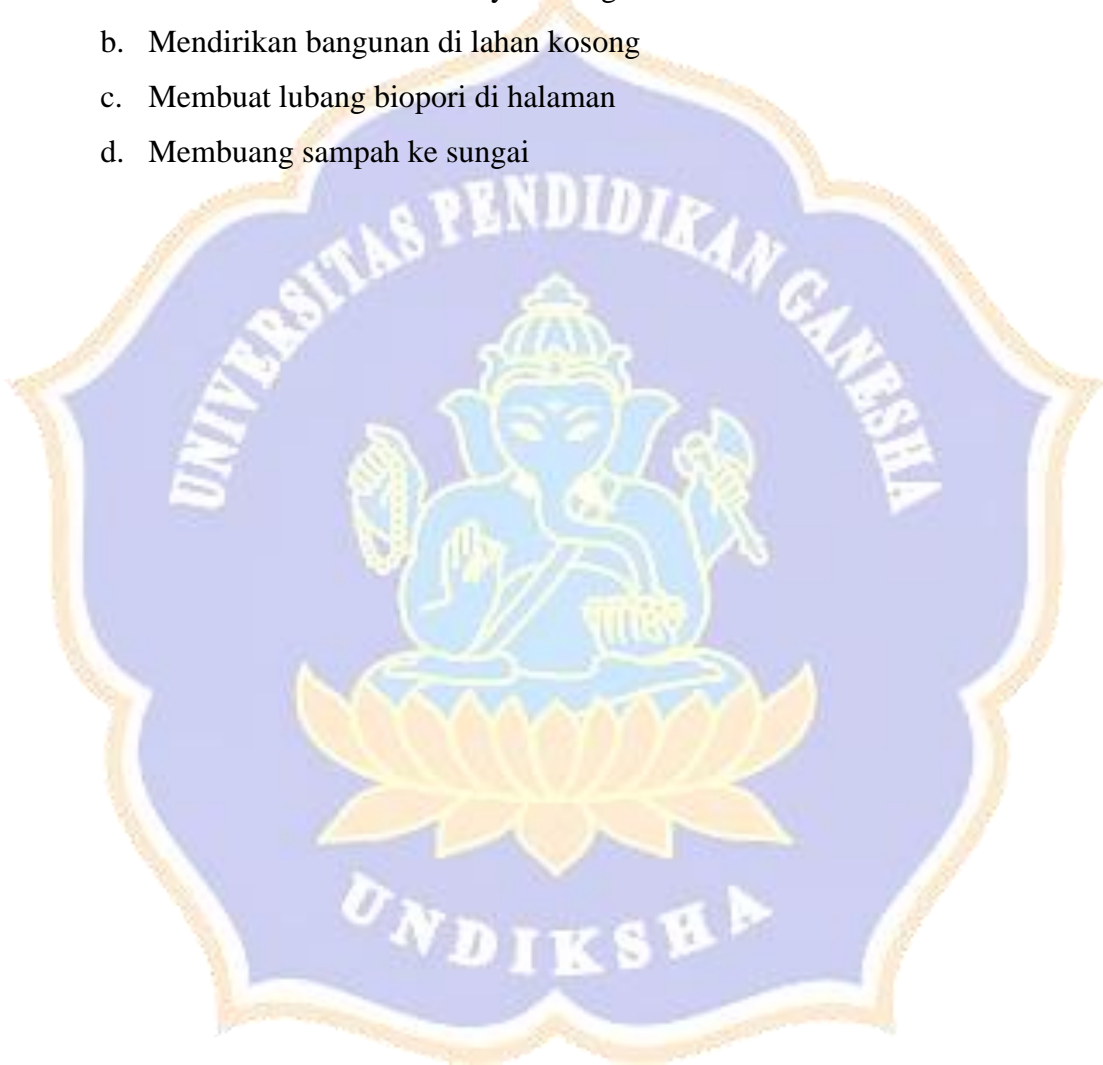 b. Mendirikan bangunan di lahan kosong
c. Membuat lubang biopori di halaman
d. Membuang sampah ke sungai
UNIVERSITAS PENDIDIKAN GANESHA
UNDIKSHA